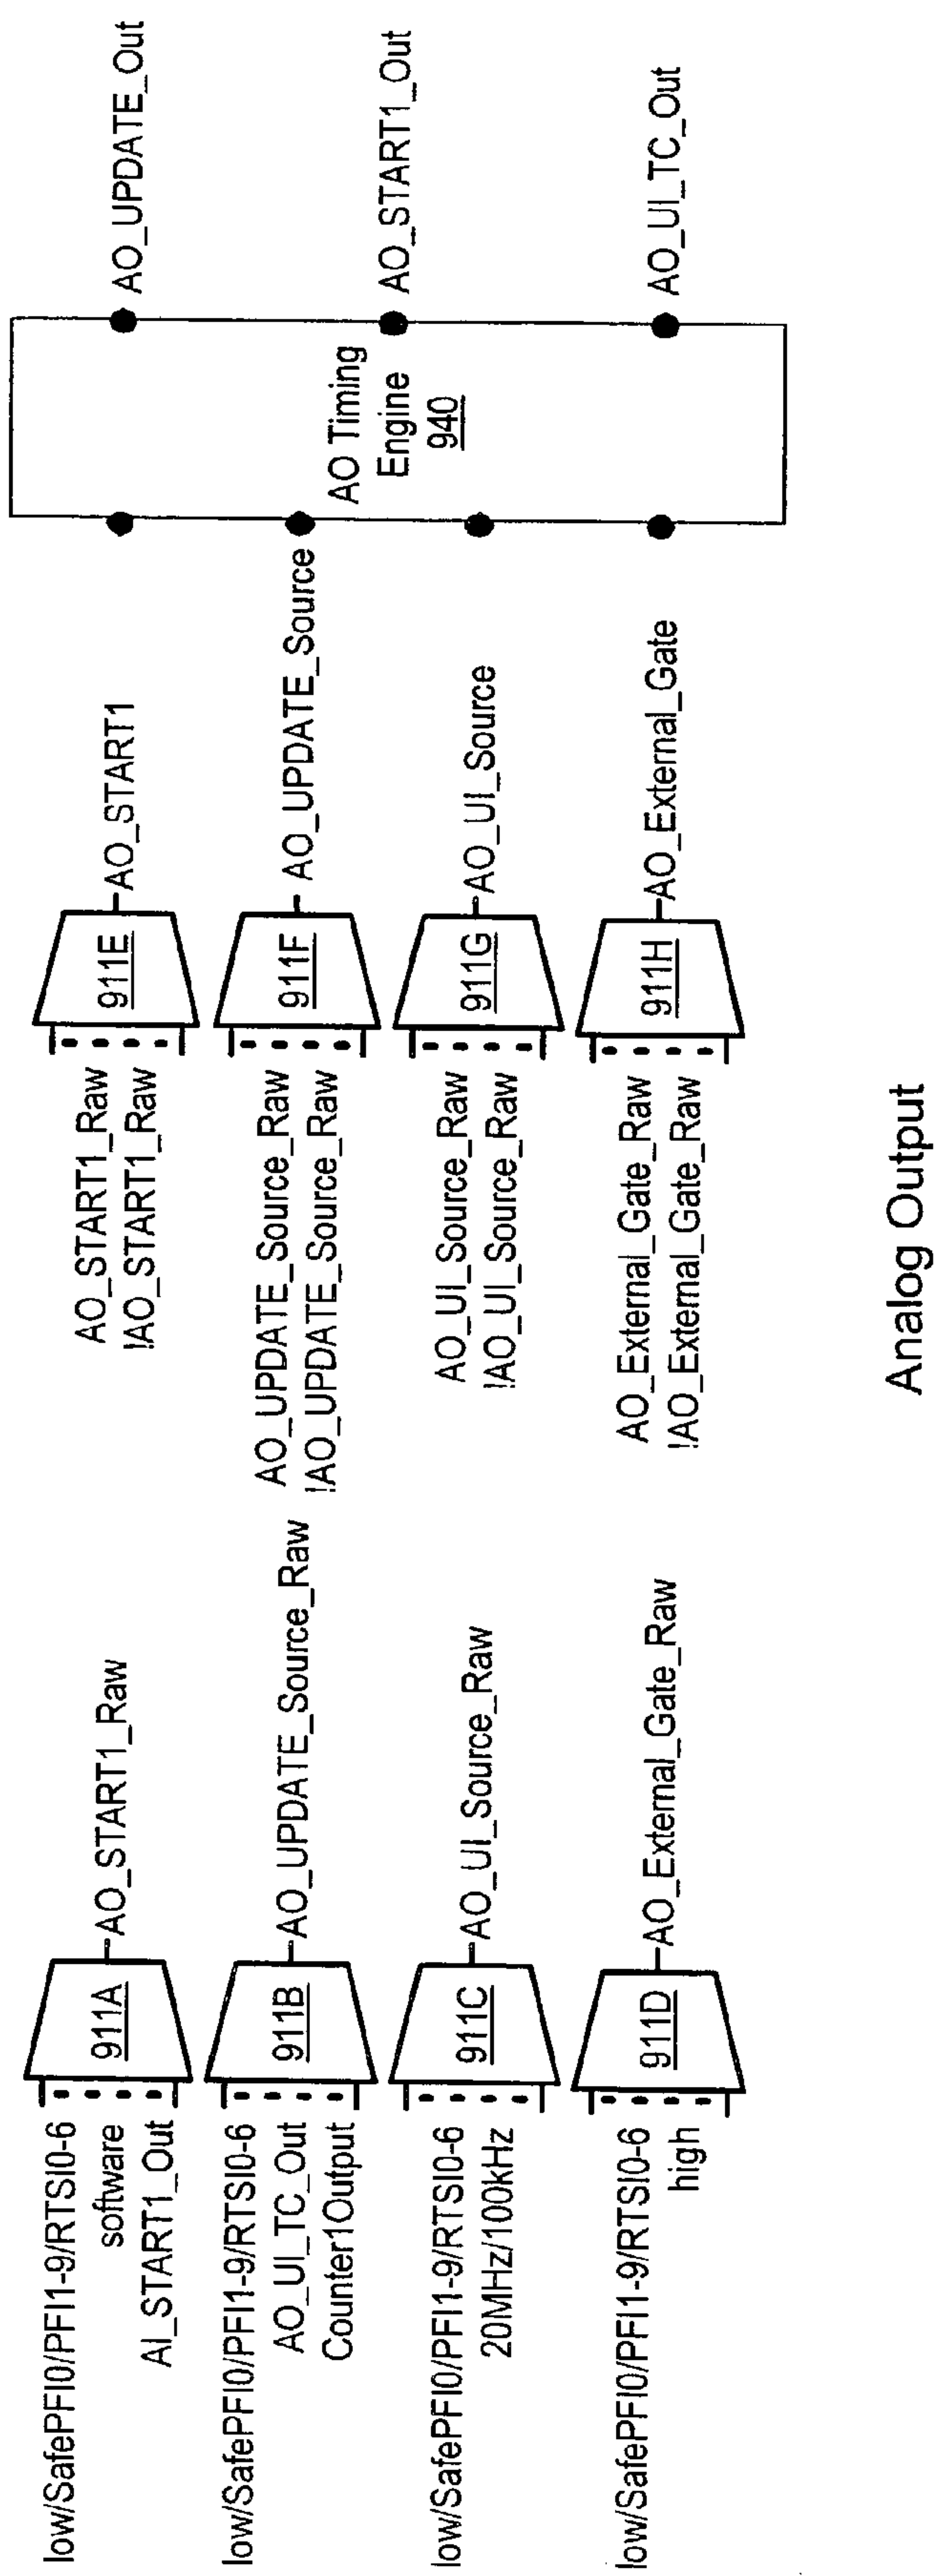 low/SafePFI0/PFI1-9/RTSI0-6
software
AI_START1_Out
911A
AO_START1_Raw
low/SafePFI0/PFI1-9/RTSI0-6
AO_UI_TC_Out
Counter1Output
911B
AO_UPDATE_Source_Raw
low/SafePFI0/PFI1-9/RTSI0-6
20MHz/100kHz
911C
AO_UI_Source_Raw
low/SafePFI0/PFI1-9/RTSI0-6
high
911D
AO_External_Gate_Raw
AO_START1_Raw
!AO_START1_Raw
911E
AO_START1
AO_UPDATE_Source_Raw
!AO_UPDATE_Source_Raw
911F
AO_UPDATE_Source
AO_UI_Source_Raw
!AO_UI_Source_Raw
911G
AO_UI_Source
AO_External_Gate_Raw
!AO_External_Gate_Raw
911H
AO_External_Gate
AO Timing
Engine
940
AO_UPDATE_Out
AO_START1_Out
AO_UI_TC_Out
Analog Output